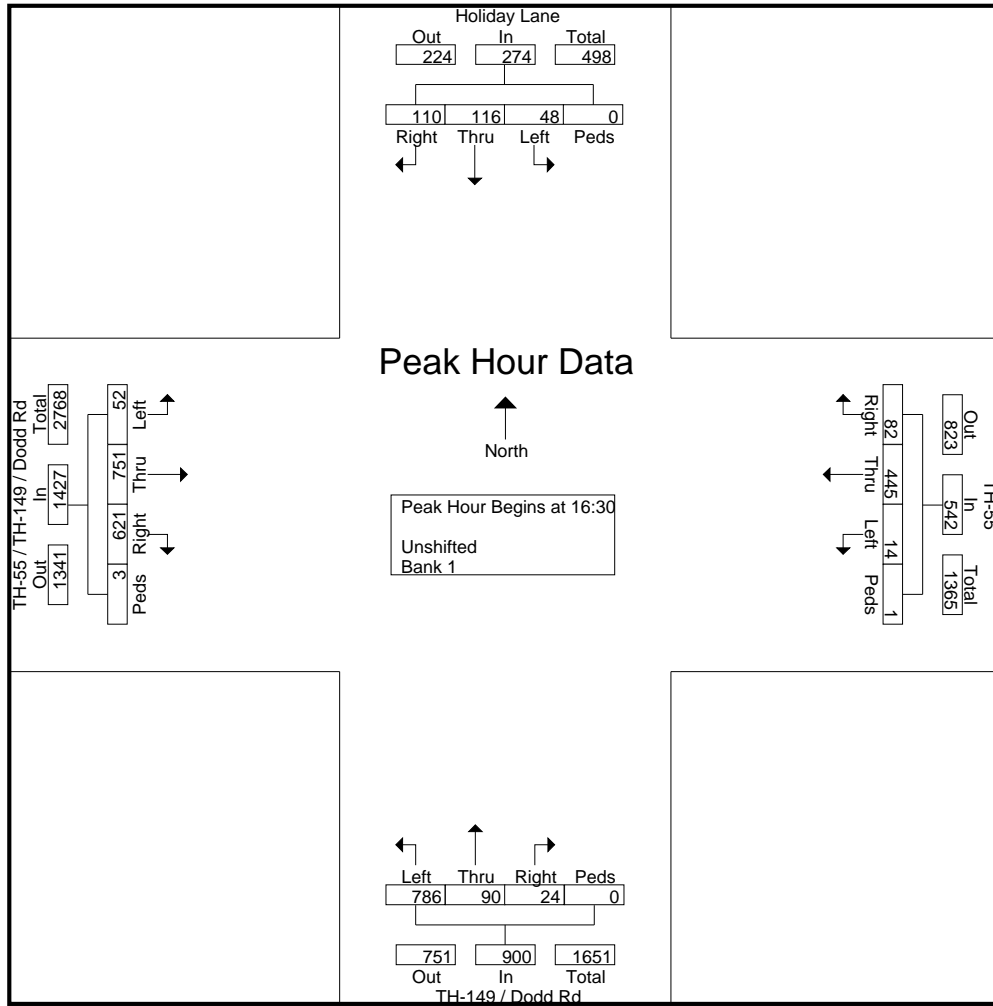 Holiday Lane
Out In Total
224 274 498
110 116 48 0
Right Thru Left Peds
Peak Hour Data
North
Peak Hour Begins at 16:30
Unshifted
Bank 1
TH-55 / TH-149 / Dodd Rd
Out In Total
1341 1427 2768
Left Thru Right Peds
52 751 621 3
TH-55
Out In Total
823 542 1365
82 445 14 1
Right Thru Left Peds
Left Thru Right Peds
786 90 24 0
751 900 1651
Out In Total
TH-149 / Dodd Rd